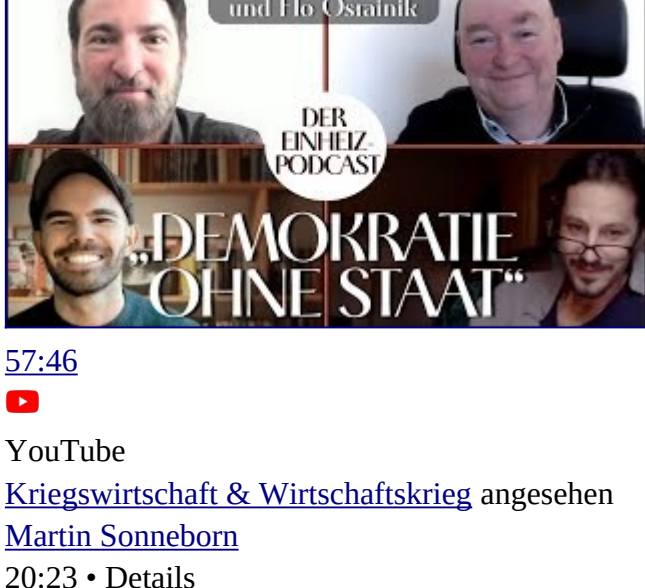 und Flo Osrainik
DER
EINHEIZ-
PODCAST
„DEMOKRATIE
OHNE STAAT“
57:46
YouTube
Kriegswirtschaft & Wirtschaftskrieg angesehen
Martin Sonneborn
20:23 • Details